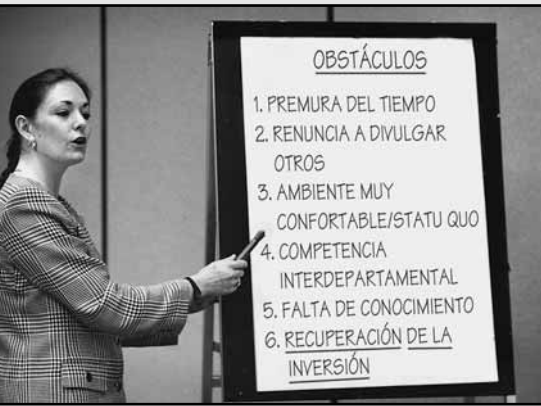 OBSTÁCULOS
1. PREMURA DEL TIEMPO
2. RENUNCIA A DIVULGAR
OTROS
3. AMBIENTE MUY
CONFORTABLE/STATU QUO
4. COMPETENCIA
INTERDEPARTAMENTAL
5. FALTA DE CONOCIMIENTO
6. RECUPERACIÓN DE LA
INVERSIÓN